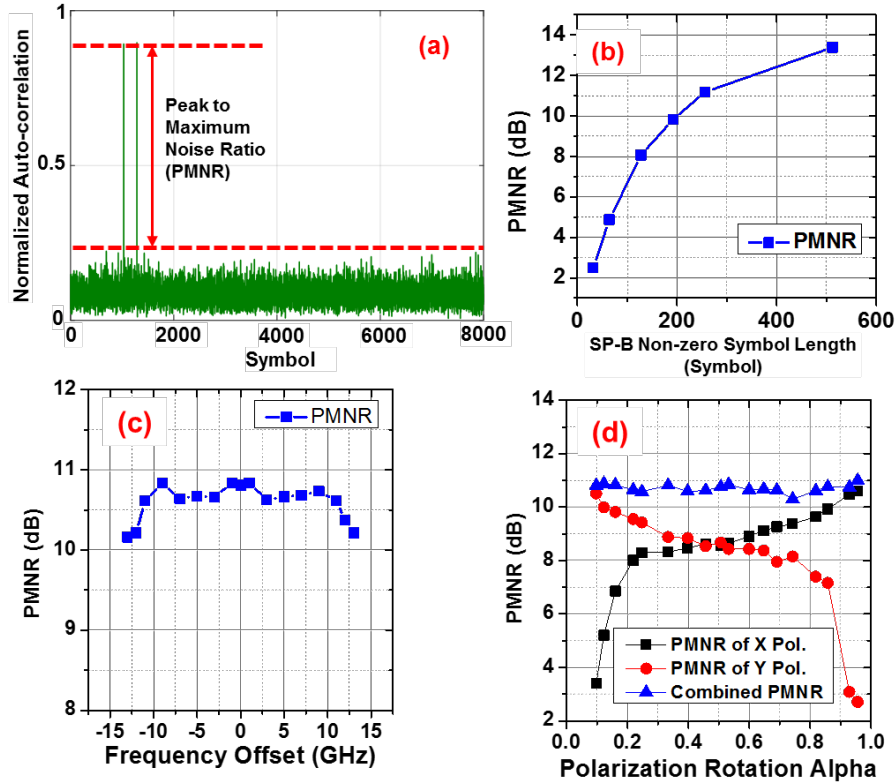 (a)
Normalized Auto-correlation
1
0.5
0
Peak to
Maximum
Noise Ratio
(PMNR)
0
2000
4000
6000
8000
Symbol
(b)
PMNR (dB)
14
12
10
8
6
4
2
PMNR
0
200
400
600
SP-B Non-zero Symbol Length
(Symbol)
(c)
PMNR (dB)
12
11
10
9
8
PMNR
-15
-10
-5
0
5
10
15
Frequency Offset (GHz)
(d)
PMNR (dB)
14
12
10
8
6
4
2
PMNR of X Pol.
PMNR of Y Pol.
Combined PMNR
0.0
0.2
0.4
0.6
0.8
1.0
Polarization Rotation Alpha